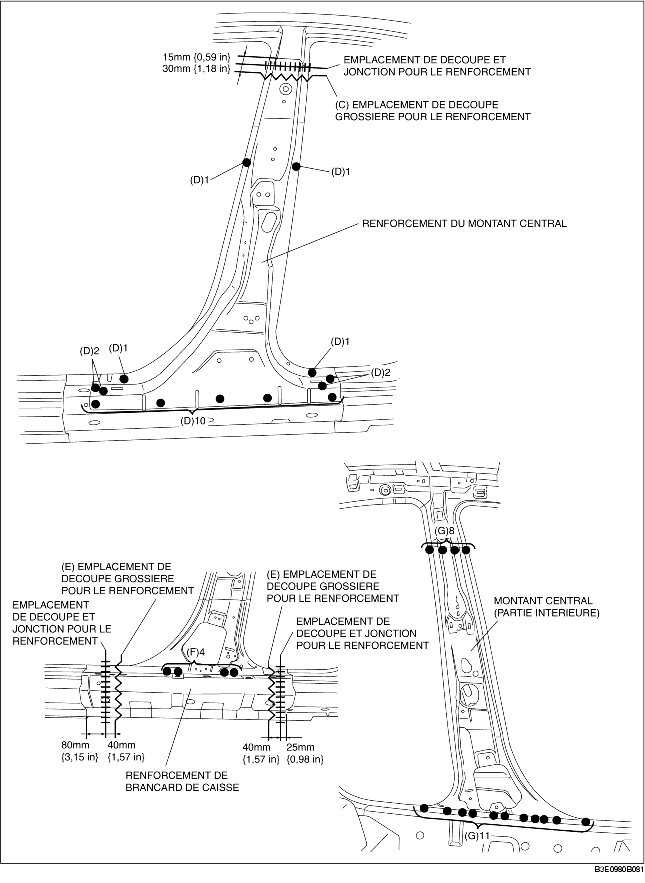 15mm {0,59 in}
30mm {1,18 in}
EMPLACEMENT DE DECOUPE ET
JONCTION POUR LE RENFORCEMENT
(C) EMPLACEMENT DE DECOUPE
GROSSIERE POUR LE RENFORCEMENT
(D)1
(D)1
RENFORCEMENT DU MONTANT CENTRAL
(D)2
(D)1
(D)1
(D)2
(D)10
(G)8
(E) EMPLACEMENT DE
DECOUPE GROSSIERE
POUR LE RENFORCEMENT
(E) EMPLACEMENT DE
DECOUPE GROSSIERE
POUR LE RENFORCEMENT
EMPLACEMENT
DE DECOUPE ET
JONCTION POUR LE
RENFORCEMENT
EMPLACEMENT DE
DECOUPE ET JONCTION
POUR LE RENFORCEMENT
MONTANT CENTRAL
(PARTIE INTERIEURE)
(F)4
80mm
{3,15 in}
40mm
{1,57 in}
40mm
{1,57 in}
25mm
{0,98 in}
RENFORCEMENT DE
BRANCARD DE CAISSE
(G)11
B3E0980B081